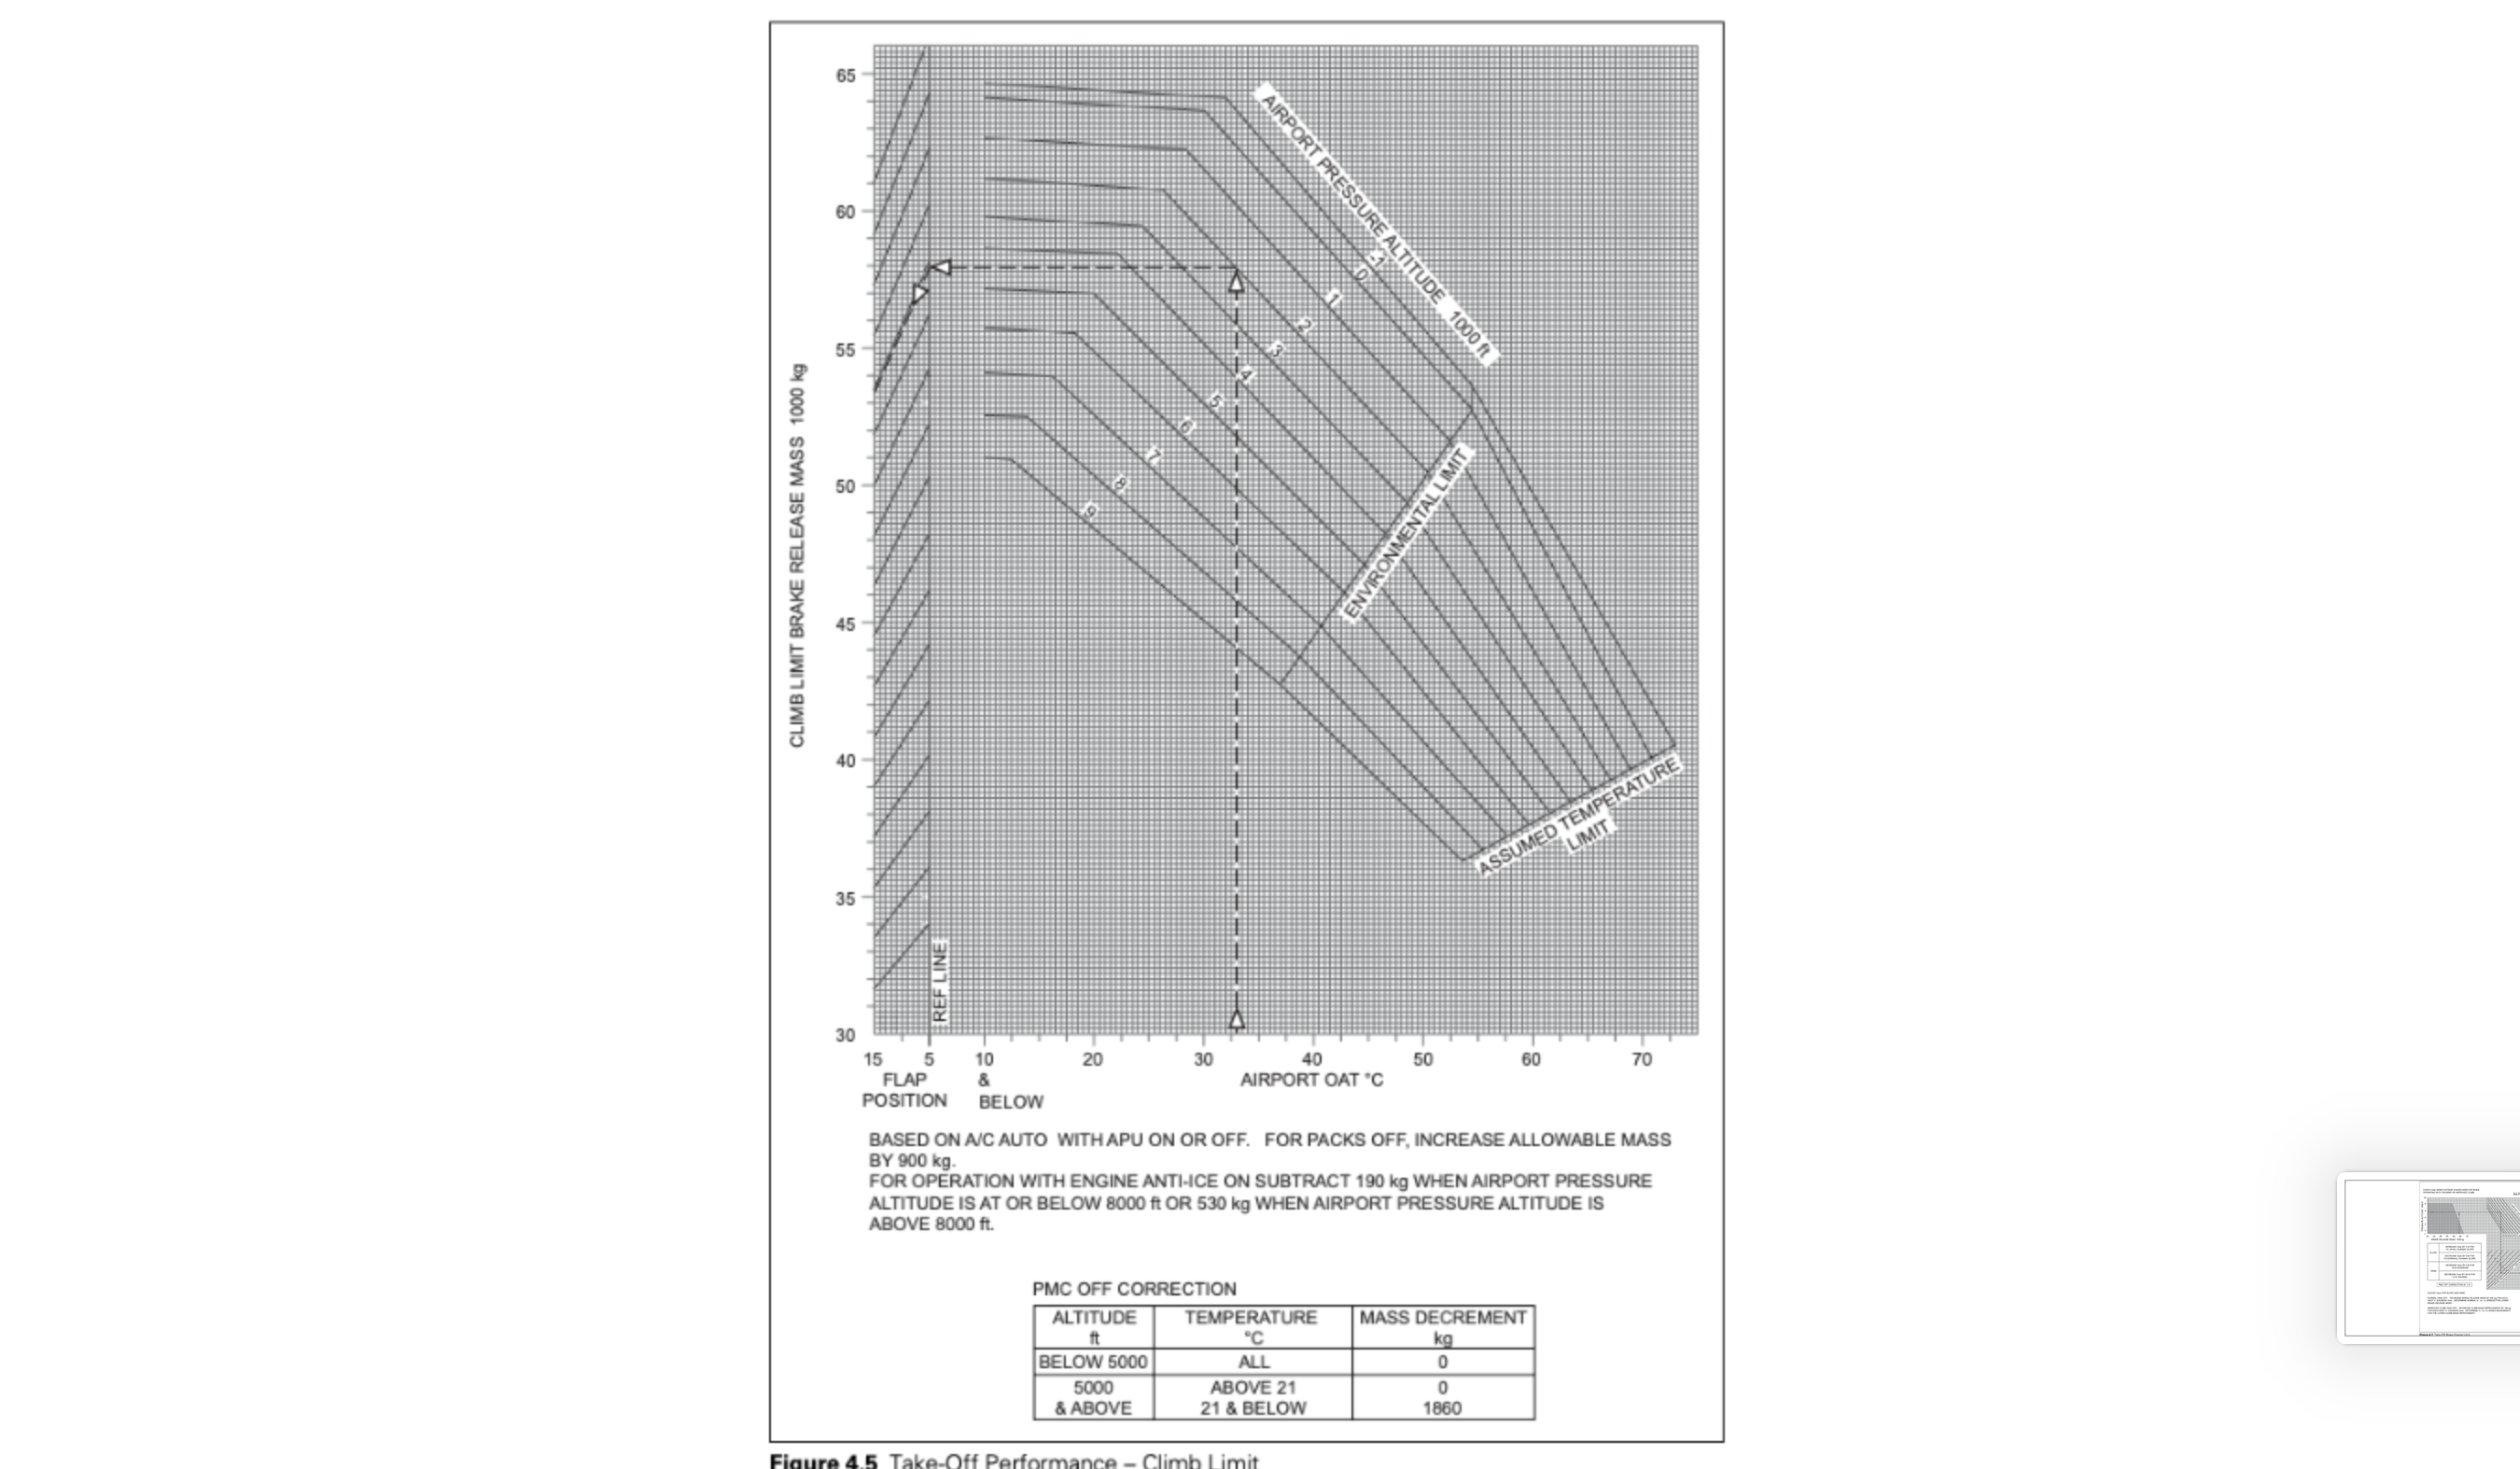 65
60
55
50
45
40
35
30
CLIMB LIMIT BRAKE RELEASE MASS 1000 kg
AIRPORT PRESSURE ALTITUDE 1000 ft
-1
0
1
2
3
4
5
6
7
8
9
ENVIRONMENTAL LIMIT
ASSUMED TEMPERATURE
LIMIT
REF LINE
15 5 10 20 30 40 50 60 70
FLAP & AIRPORT OAT °C
POSITION BELOW
BASED ON A/C AUTO WITH APU ON OR OFF. FOR PACKS OFF, INCREASE ALLOWABLE MASS
BY 900 kg.
FOR OPERATION WITH ENGINE ANTI-ICE ON SUBTRACT 190 kg WHEN AIRPORT PRESSURE
ALTITUDE IS AT OR BELOW 8000 ft OR 530 kg WHEN AIRPORT PRESSURE ALTITUDE IS
ABOVE 8000 ft.
PMC OFF CORRECTION
ALTITUDE TEMPERATURE MASS DECREMENT
ft °C kg
BELOW 5000 ALL 0
5000 ABOVE 21 0
& ABOVE 21 & BELOW 1860
Figure 4.5 Take-Off Performance – Climb Limit